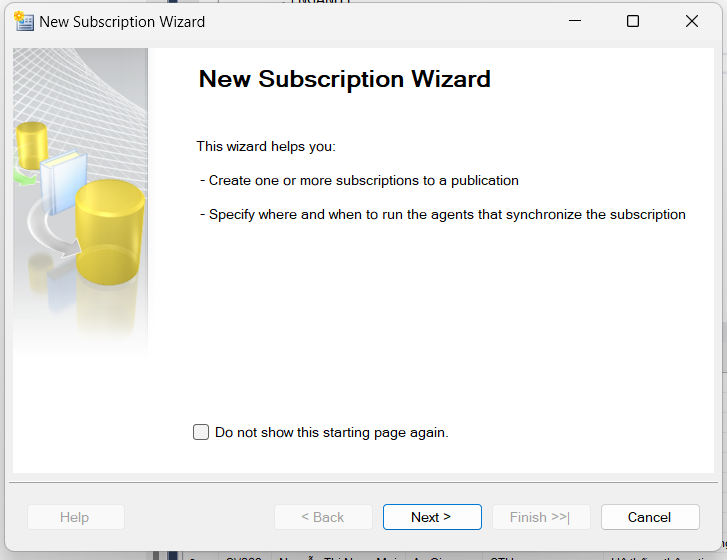 New Subscription Wizard
New Subscription Wizard
This wizard helps you:
- Create one or more subscriptions to a publication
- Specify where and when to run the agents that synchronize the subscription
Do not show this starting page again.
Help
< Back
Next >
Finish >>|
Cancel